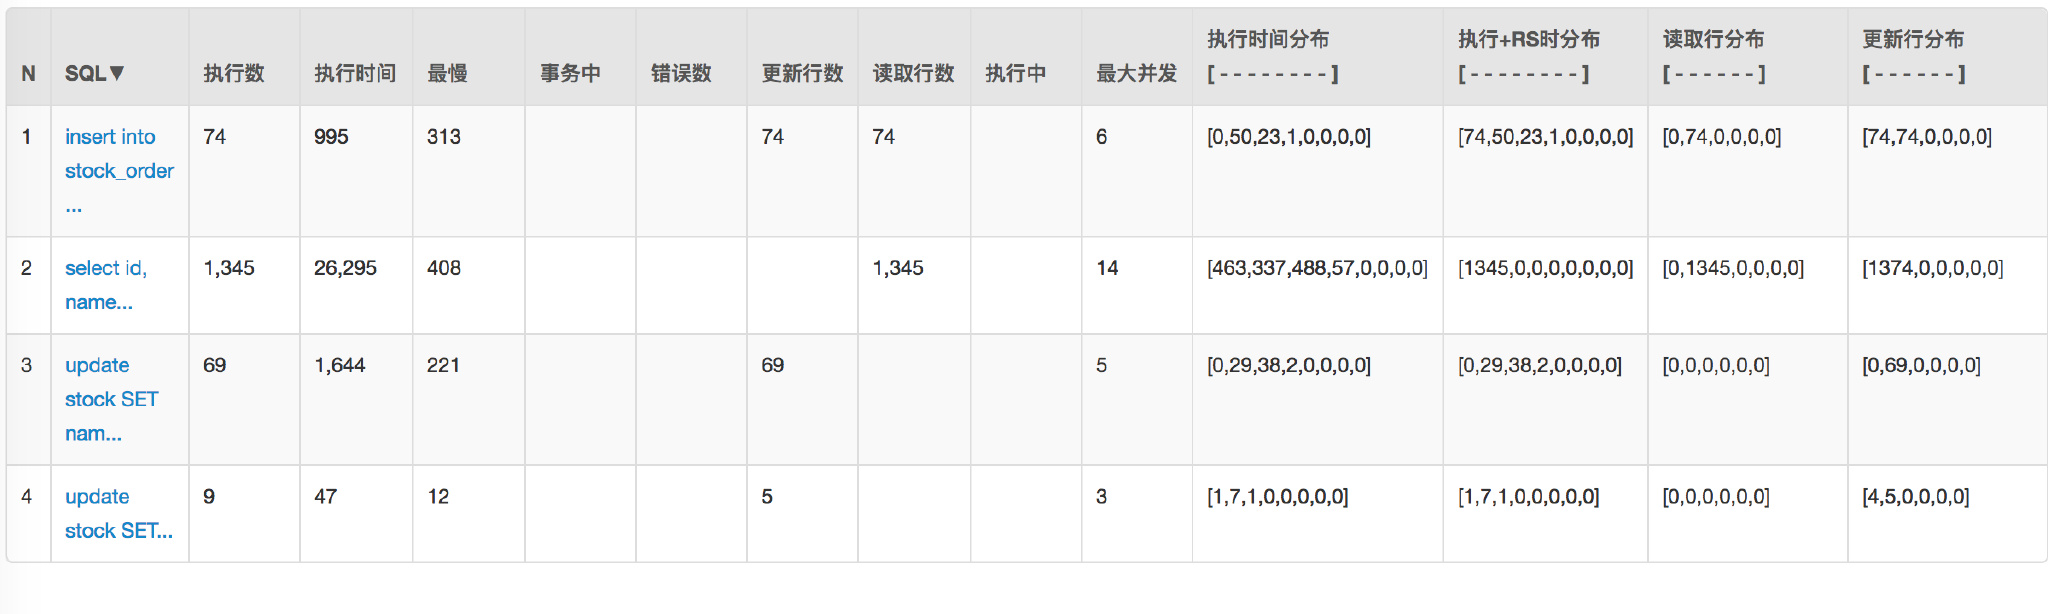 N SQL▼ 执行数 执行时间 最慢 事务中 错误数 更新行数 读取行数 执行中 最大并发 执行时间分布 执行+RS时分布 读取行分布 更新行分布
[ - - - - - - - - ] [ - - - - - - - - ] [ - - - - - - ] [ - - - - - - ]
1 insert into 74 995 313 74 74 6 [0,50,23,1,0,0,0,0] [74,50,23,1,0,0,0,0] [0,74,0,0,0,0] [74,74,0,0,0,0]
stock_order
...
2 select id, 1,345 26,295 408 1,345 14 [463,337,488,57,0,0,0,0] [1345,0,0,0,0,0,0,0] [0,1345,0,0,0,0] [1374,0,0,0,0,0]
name...
3 update 69 1,644 221 69 5 [0,29,38,2,0,0,0,0] [0,29,38,2,0,0,0,0] [0,0,0,0,0,0] [0,69,0,0,0,0]
stock SET
nam...
4 update 9 47 12 5 3 [1,7,1,0,0,0,0,0] [1,7,1,0,0,0,0,0] [0,0,0,0,0,0] [4,5,0,0,0,0]
stock SET...